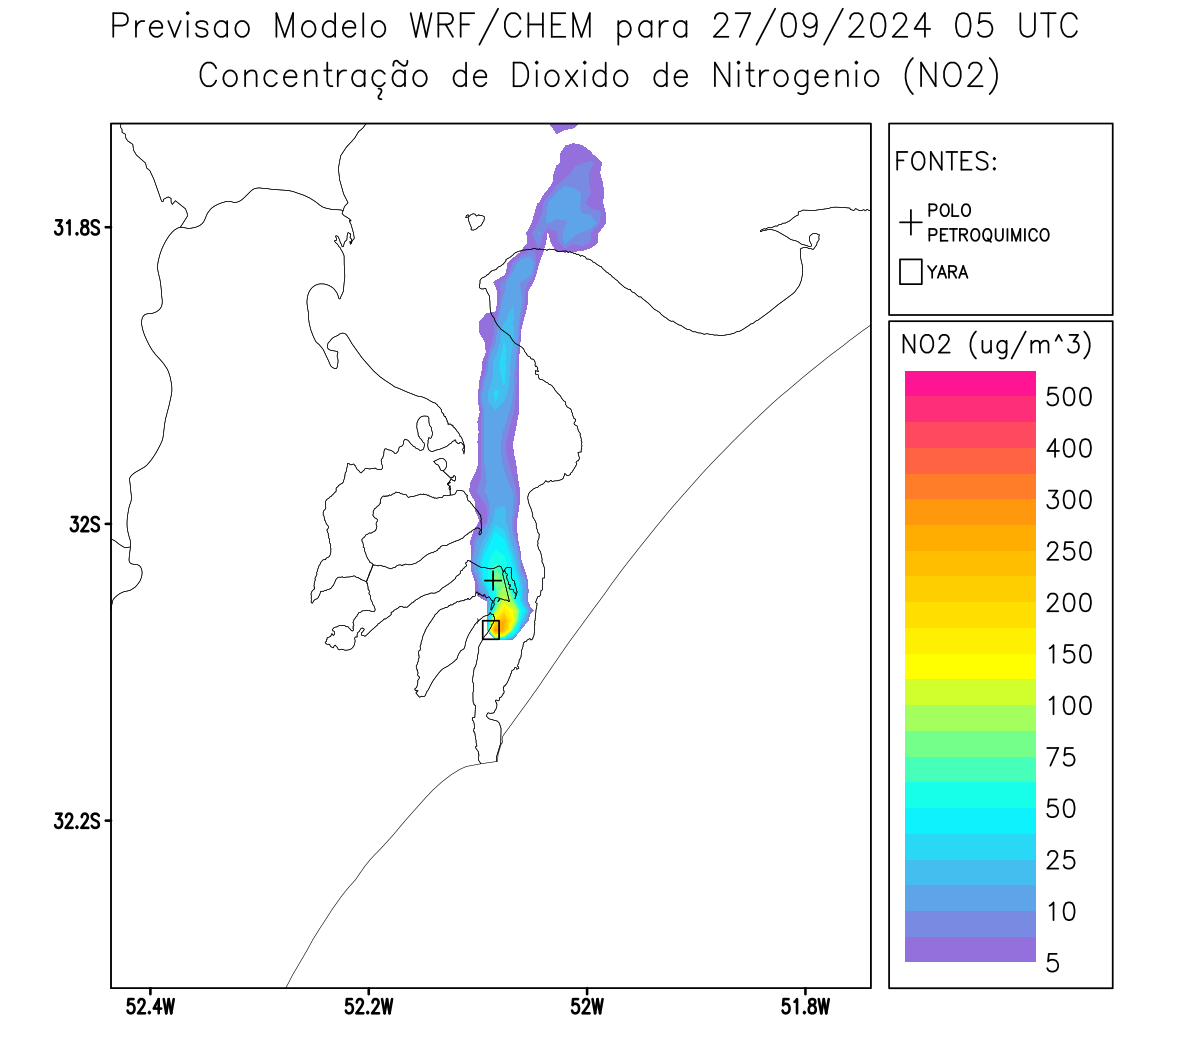 Previsao Modelo WRF/CHEM para 27/09/2024 05 UTC
Concentração de Dioxido de Nitrogenio (NO2)
FONTES:
POLO
PETROQUIMICO
YARA
NO2 (ug/m^3)
500
400
300
250
200
150
100
75
50
25
10
5
31.8S
32S
32.2S
52.4W
52.2W
52W
51.8W